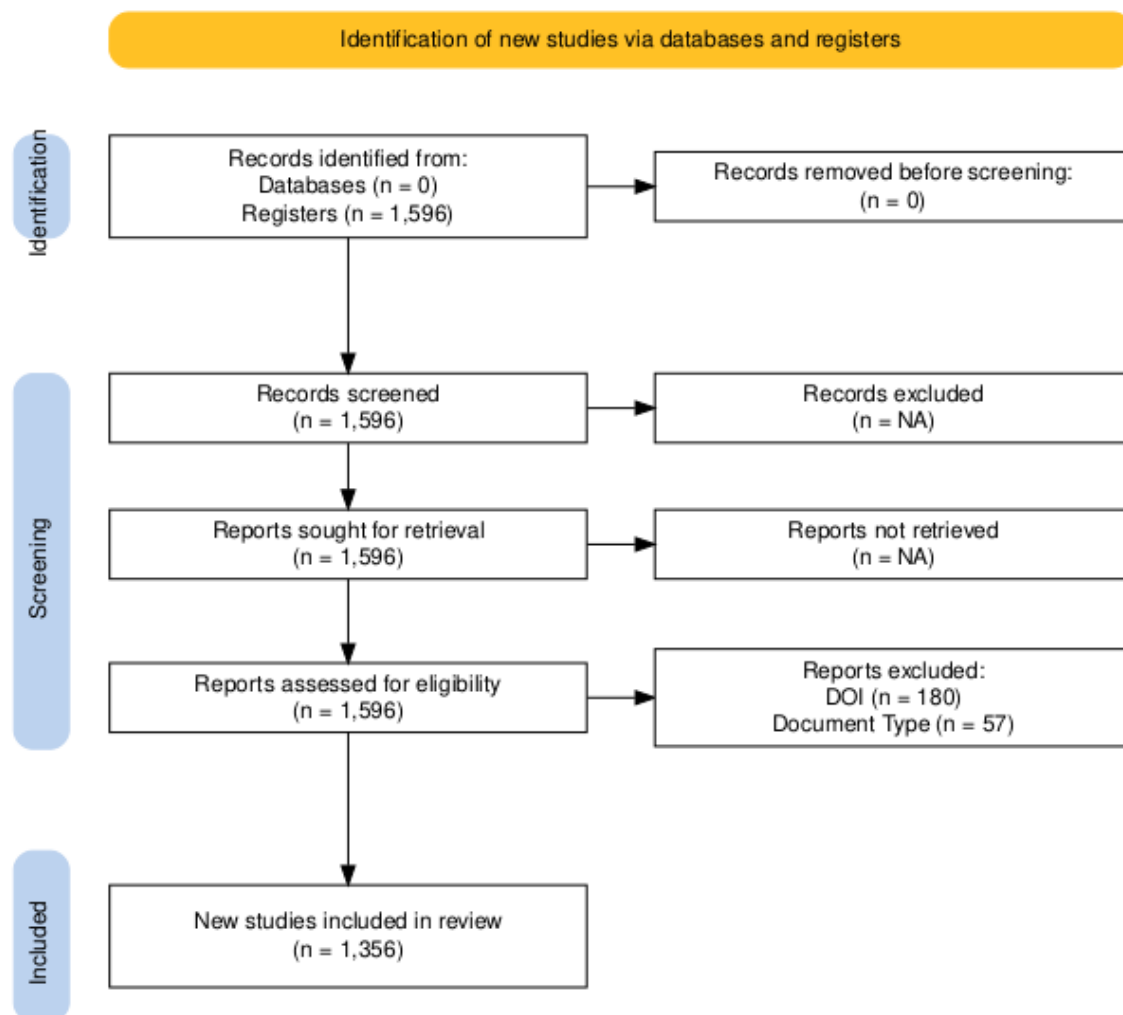 Identification of new studies via databases and registers
Identification
Records identified from:
Databases (n = 0)
Registers (n = 1,596)
Records removed before screening:
(n = 0)
Screening
Records screened
(n = 1,596)
Records excluded
(n = NA)
Reports sought for retrieval
(n = 1,596)
Reports not retrieved
(n = NA)
Reports assessed for eligibility
(n = 1,596)
Reports excluded:
DOI (n = 180)
Document Type (n = 57)
Included
New studies included in review
(n = 1,356)